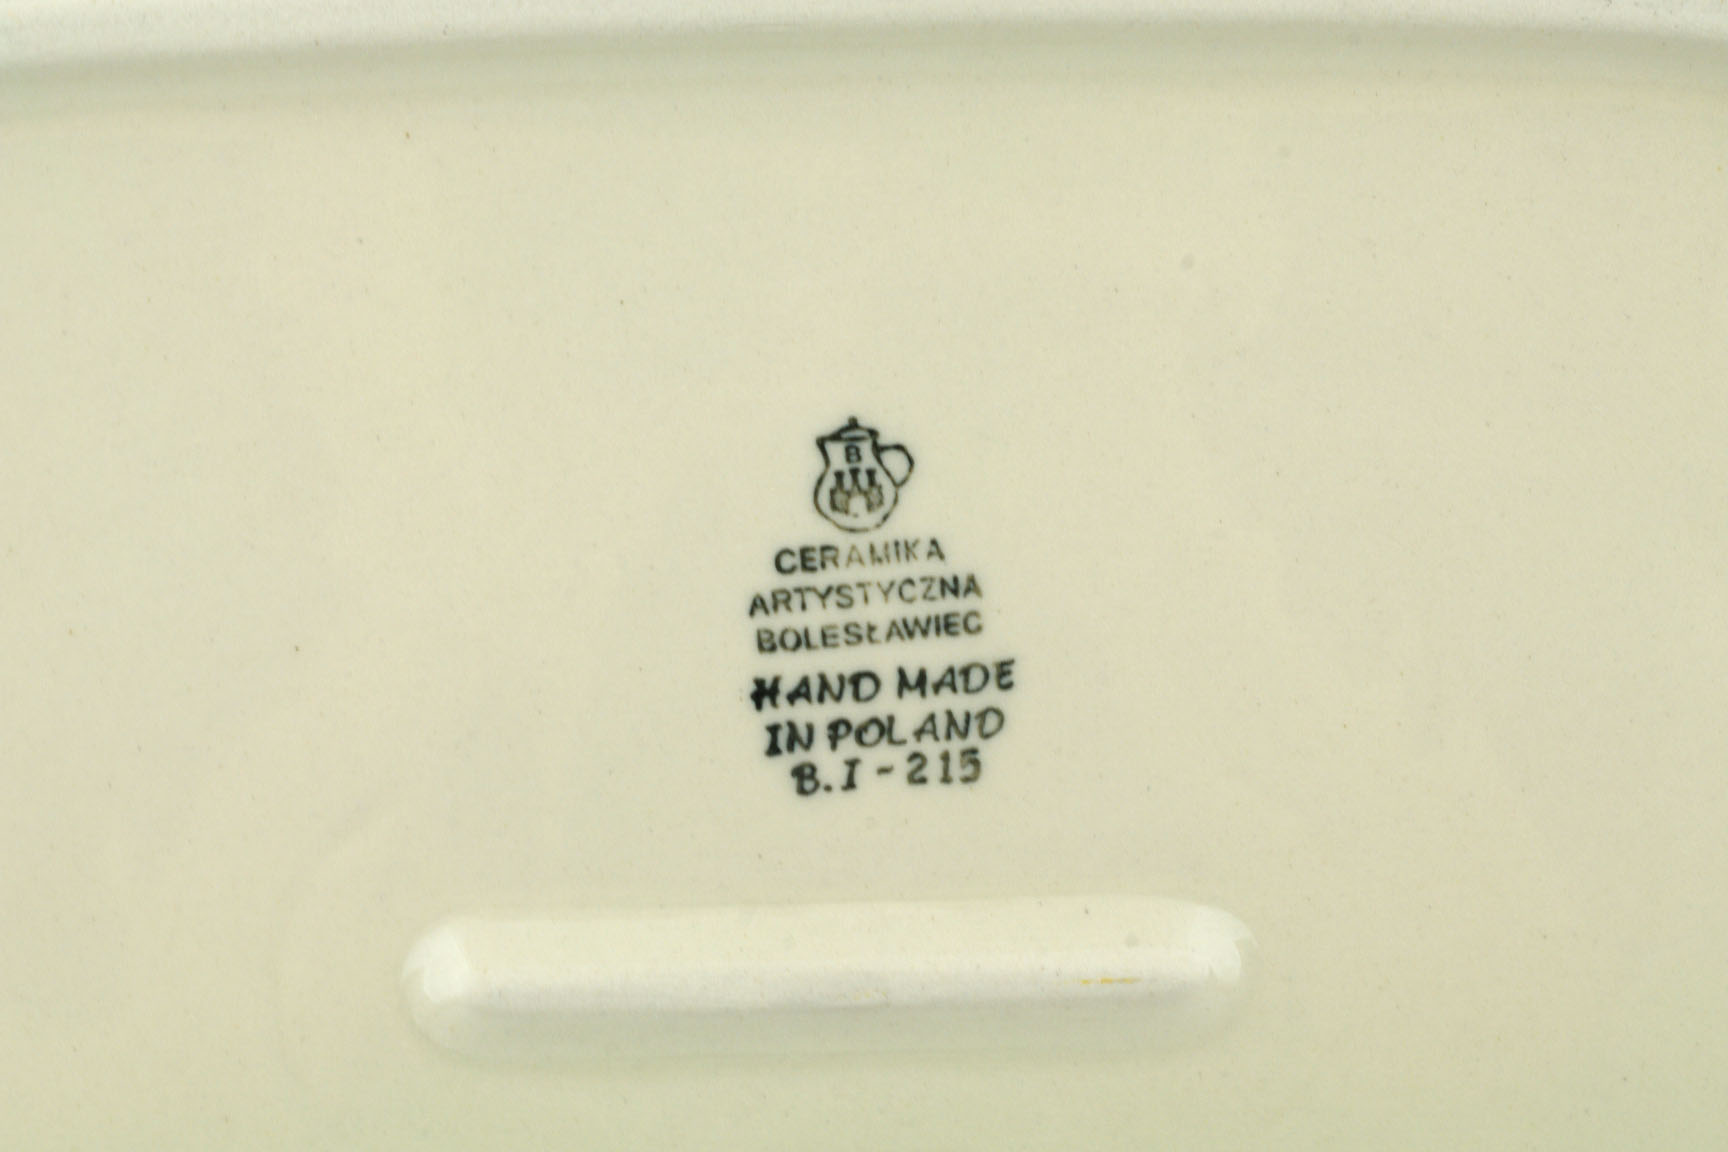 B
CERAMIKA
ARTYSTYCZNA
BOLESŁAWIEC
HAND MADE
IN POLAND
B.I-215